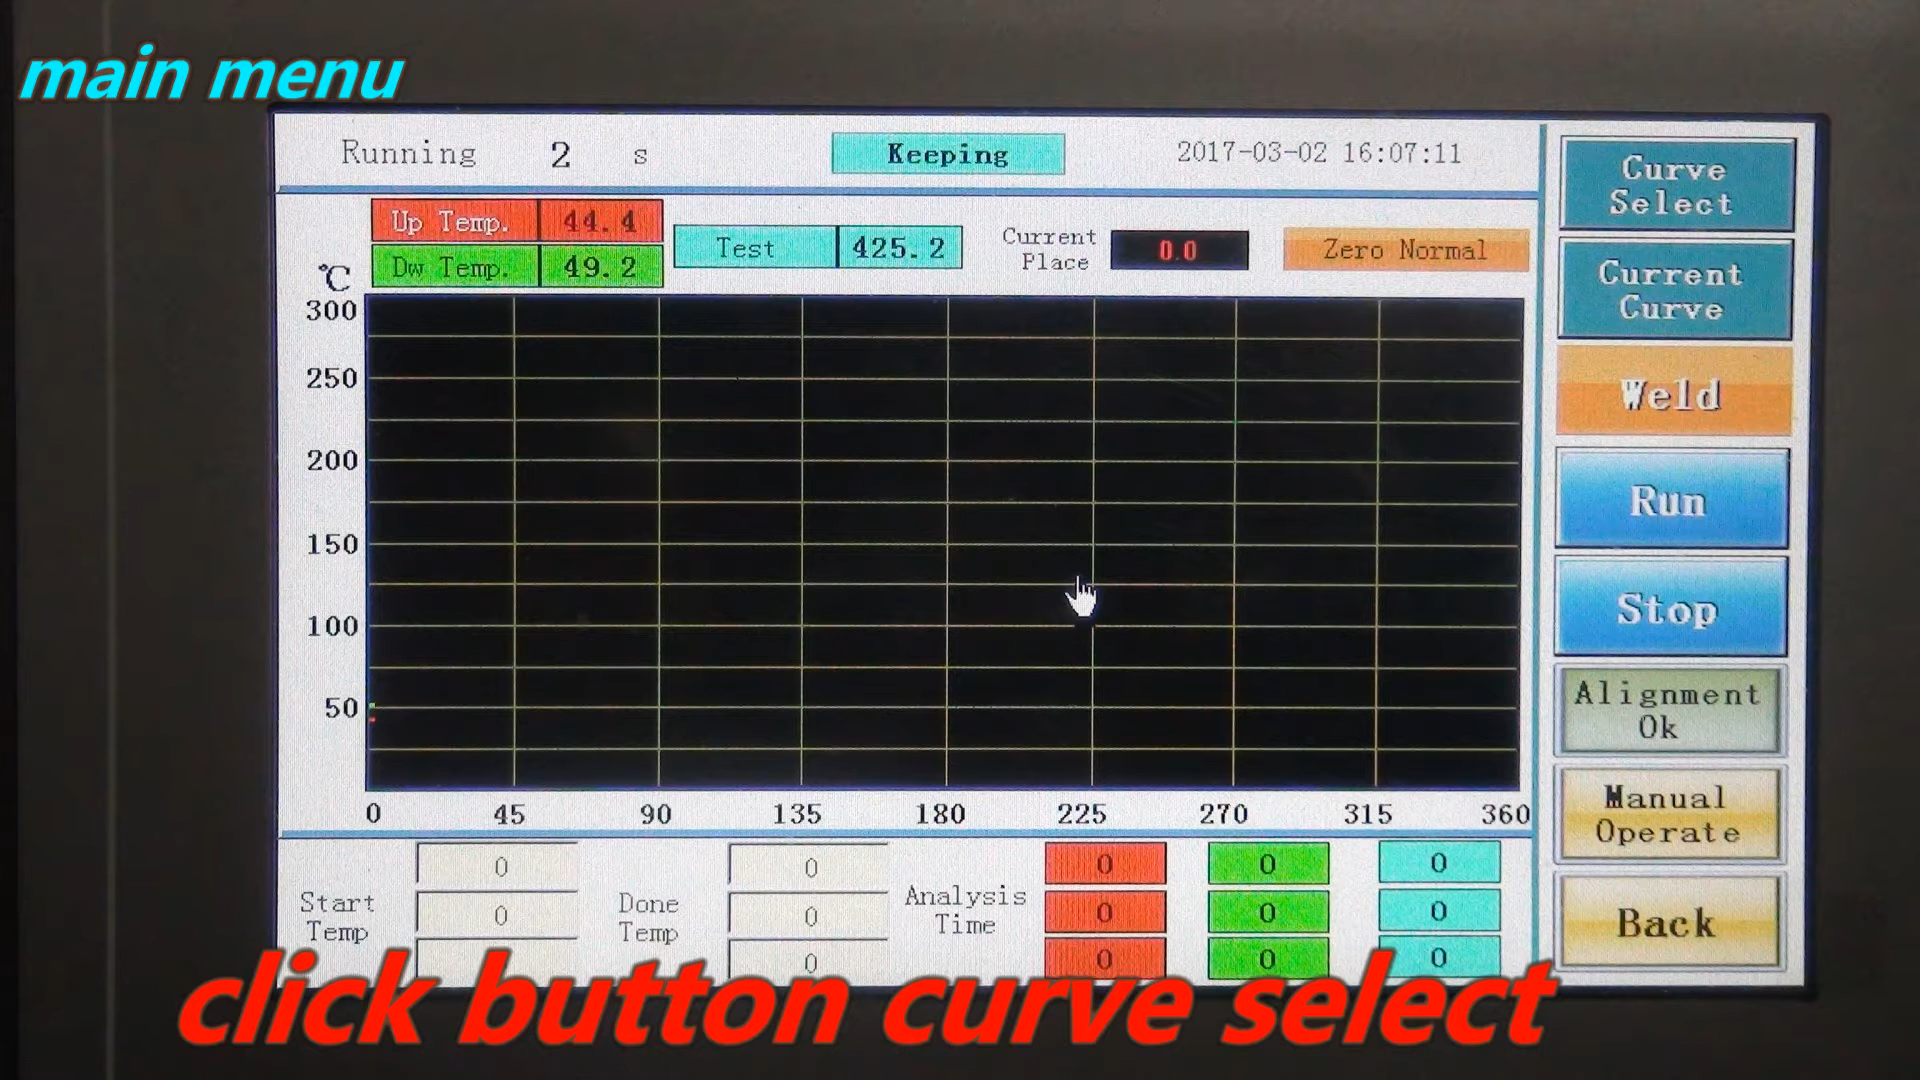 main menu
Running 2 s
Keeping
2017-03-02 16:07:11
Up Temp. 44.4
Dw Temp. 49.2
Test 425.2
Current
Place
0.0
Zero Normal
℃
300
250
200
150
100
50
0 45 90 135 180 225 270 315 360
Start
Temp
0
0
Done
Temp
0
0
0
Analysis
Time
0 0 0
0 0 0
0 0 0
Curve
Select
Current
Curve
Weld
Run
Stop
Alignment
Ok
Manual
Operate
Back
click button curve select